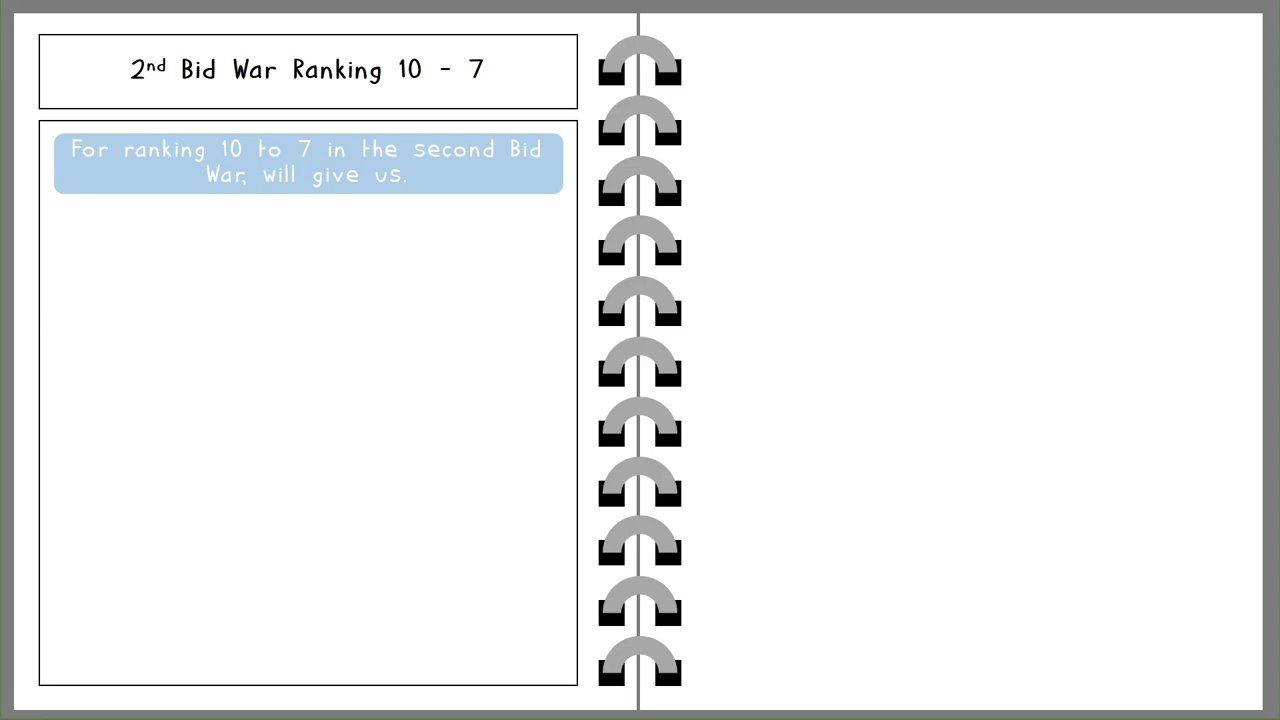 2nd Bid War Ranking 10 - 7
For ranking 10 to 7 in the second Bid
War, will give us.